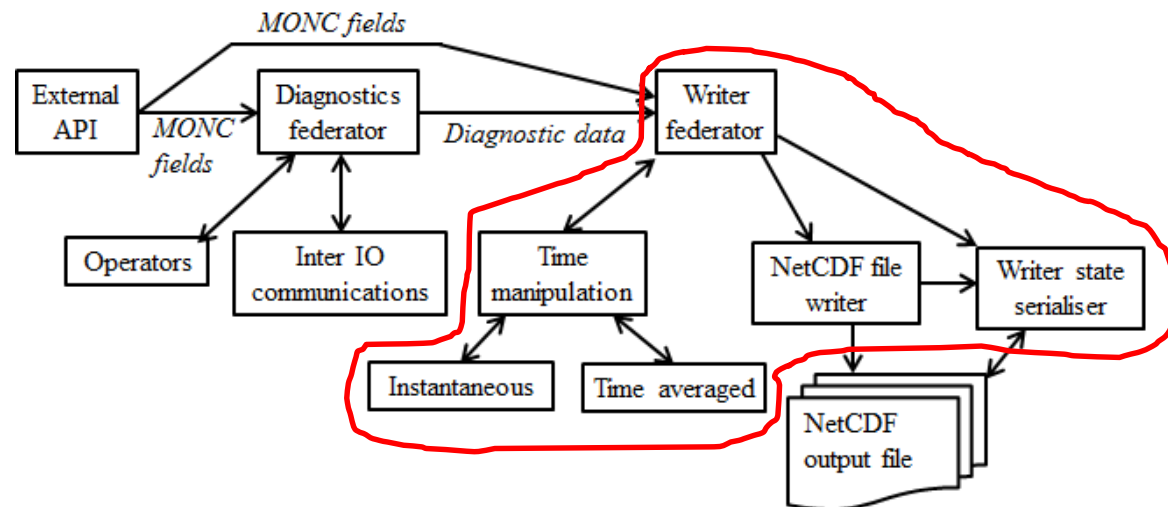 MONC fields
External
API
MONC
fields
Diagnostics
federator
Diagnostic data
Writer
federator
Operators
Inter IO
communications
Time
manipulation
NetCDF file
writer
Writer state
serialiser
Instantaneous
Time averaged
NetCDF
output file